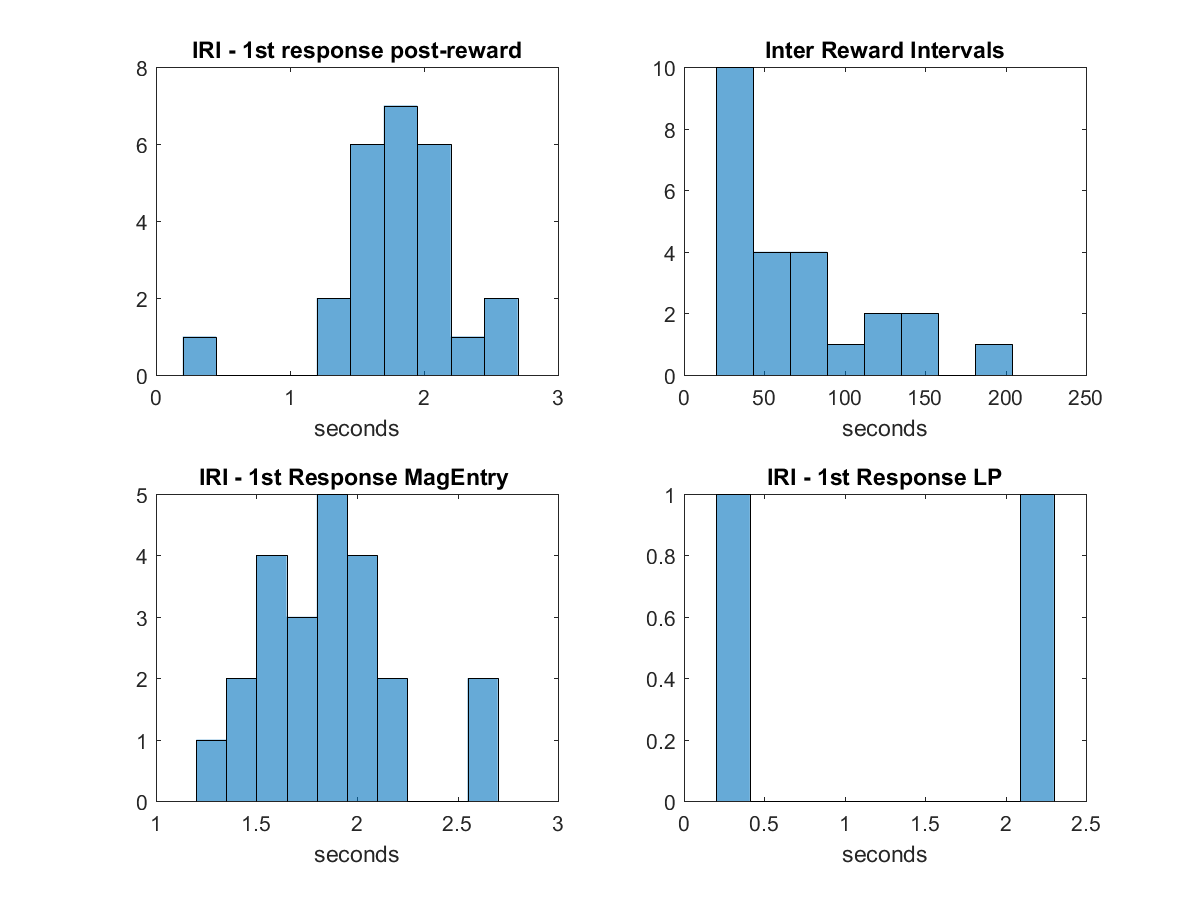 IRI - 1st response post-reward
8
6
4
2
0
0 1 2 3
seconds
Inter Reward Intervals
10
8
6
4
2
0
0 50 100 150 200 250
seconds
IRI - 1st Response MagEntry
5
4
3
2
1
0
1 1.5 2 2.5 3
seconds
IRI - 1st Response LP
1
0.8
0.6
0.4
0.2
0
0 0.5 1 1.5 2 2.5
seconds